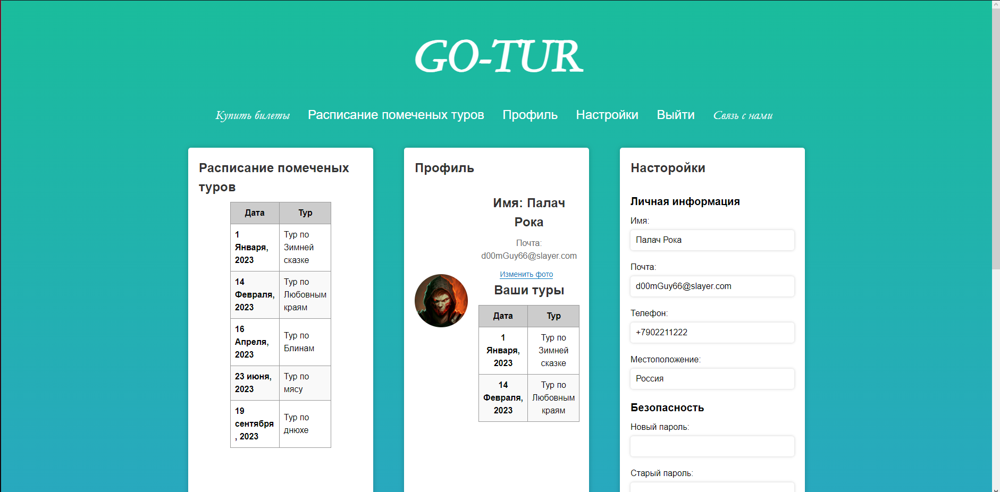 GO-TUR
Купить билеты Расписание помеченых туров Профиль Настройки Выйти Связь с нами
Расписание помеченых
туров
Дата Тур
1
Января,
2023
Тур по
Зимней
сказке
14
Февраля,
2023
Тур по
Любовным
краям
16
Апреля,
2023
Тур по
Блинам
23 июня,
2023
Тур по
мясу
19
сентября
, 2023
Тур по
днюхе
Профиль
Имя: Палач
Рока
Почта:
d00mGuy66@slayer.com
Изменить фото
Ваши туры
Дата Тур
1
Января,
2023
Тур по
Зимней
сказке
14
Февраля,
2023
Тур по
Любовным
краям
Насторойки
Личная информация
Имя:
Палач Рока
Почта:
d00mGuy66@slayer.com
Телефон:
+7902211222
Местоположение:
Россия
Безопасность
Новый пароль:
Старый пароль: